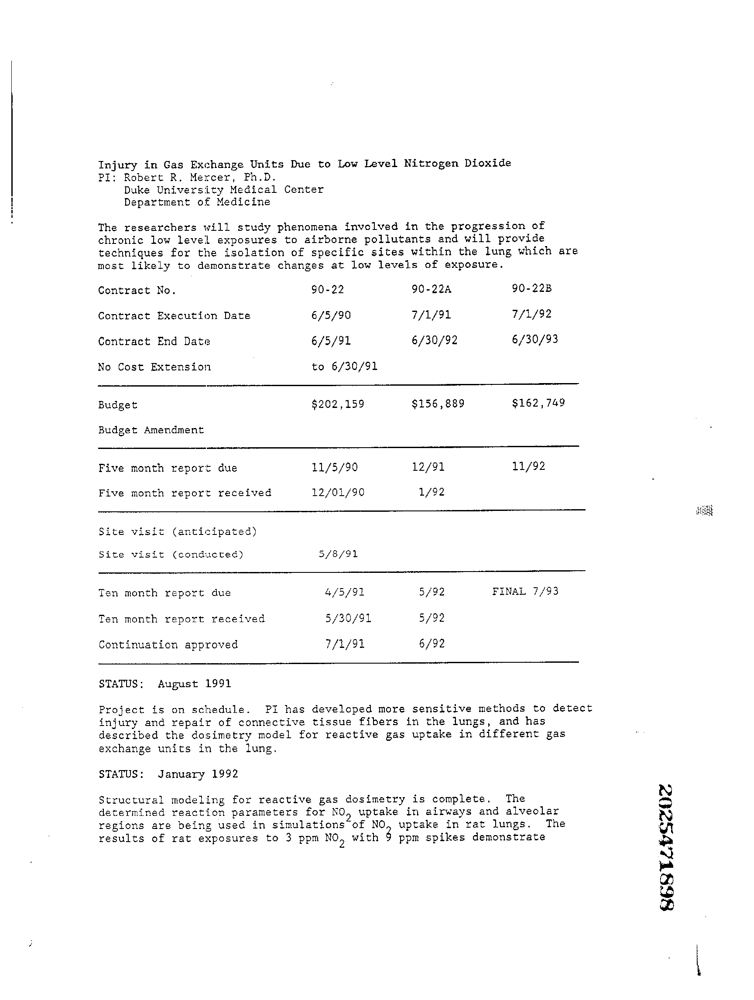 Injury in Gas Exchange Units Due to Low Level Nitrogen Dioxide
PI: Robert R. Mercer, Ph.D.
Duke University Medical Center
Department of Medicine
The researchers will study phenomena involved in the progression of
chronic low level exposures to airborne pollutants and will provide
techniques for the isolation of specific sites within the lung which are
most likely to demonstrate changes at low levels of exposure.
Contract No. 90-22 90-22A 90-22B
Contract Execution Date 6/5/90 7/1/91 7/1/92
Contract End Date 6/5/91 6/30/92 6/30/93
No Cost Extension to 6/30/91
Budget $202,159 $156,889 $162,749
Budget Amendment
Five month report due 11/5/90 12/91 11/92
Five month report received 12/01/90 1/92
Site visit (anticipated)
Site visit (conducted) 5/8/91
Ten month report due 4/5/91 5/92 FINAL 7/93
Ten month report received 5/30/91 5/92
Continuation approved 7/1/91 6/92
STATUS: August 1991
Project is on schedule. PI has developed more sensitive methods to detect
injury and repair of connective tissue fibers in the lungs, and has
described the dosimetry model for reactive gas uptake in different gas
exchange units in the lung.
STATUS: January 1992
Structural modeling for reactive gas dosimetry is complete. The
determined reaction parameters for NO2 uptake in airways and alveolar
regions are being used in simulations of NO2 uptake in rat lungs. The
results of rat exposures to 3 ppm NO2 with 9 ppm spikes demonstrate
2025471898